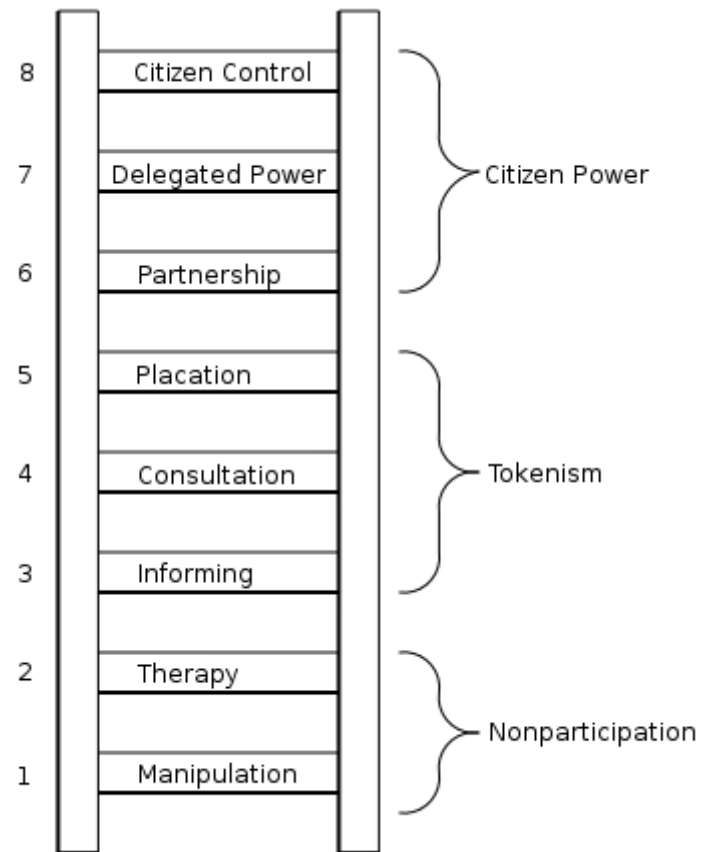 8 Citizen Control
7 Delegated Power Citizen Power
6 Partnership
5 Placation
4 Consultation Tokenism
3 Informing
2 Therapy
Nonparticipation
1 Manipulation